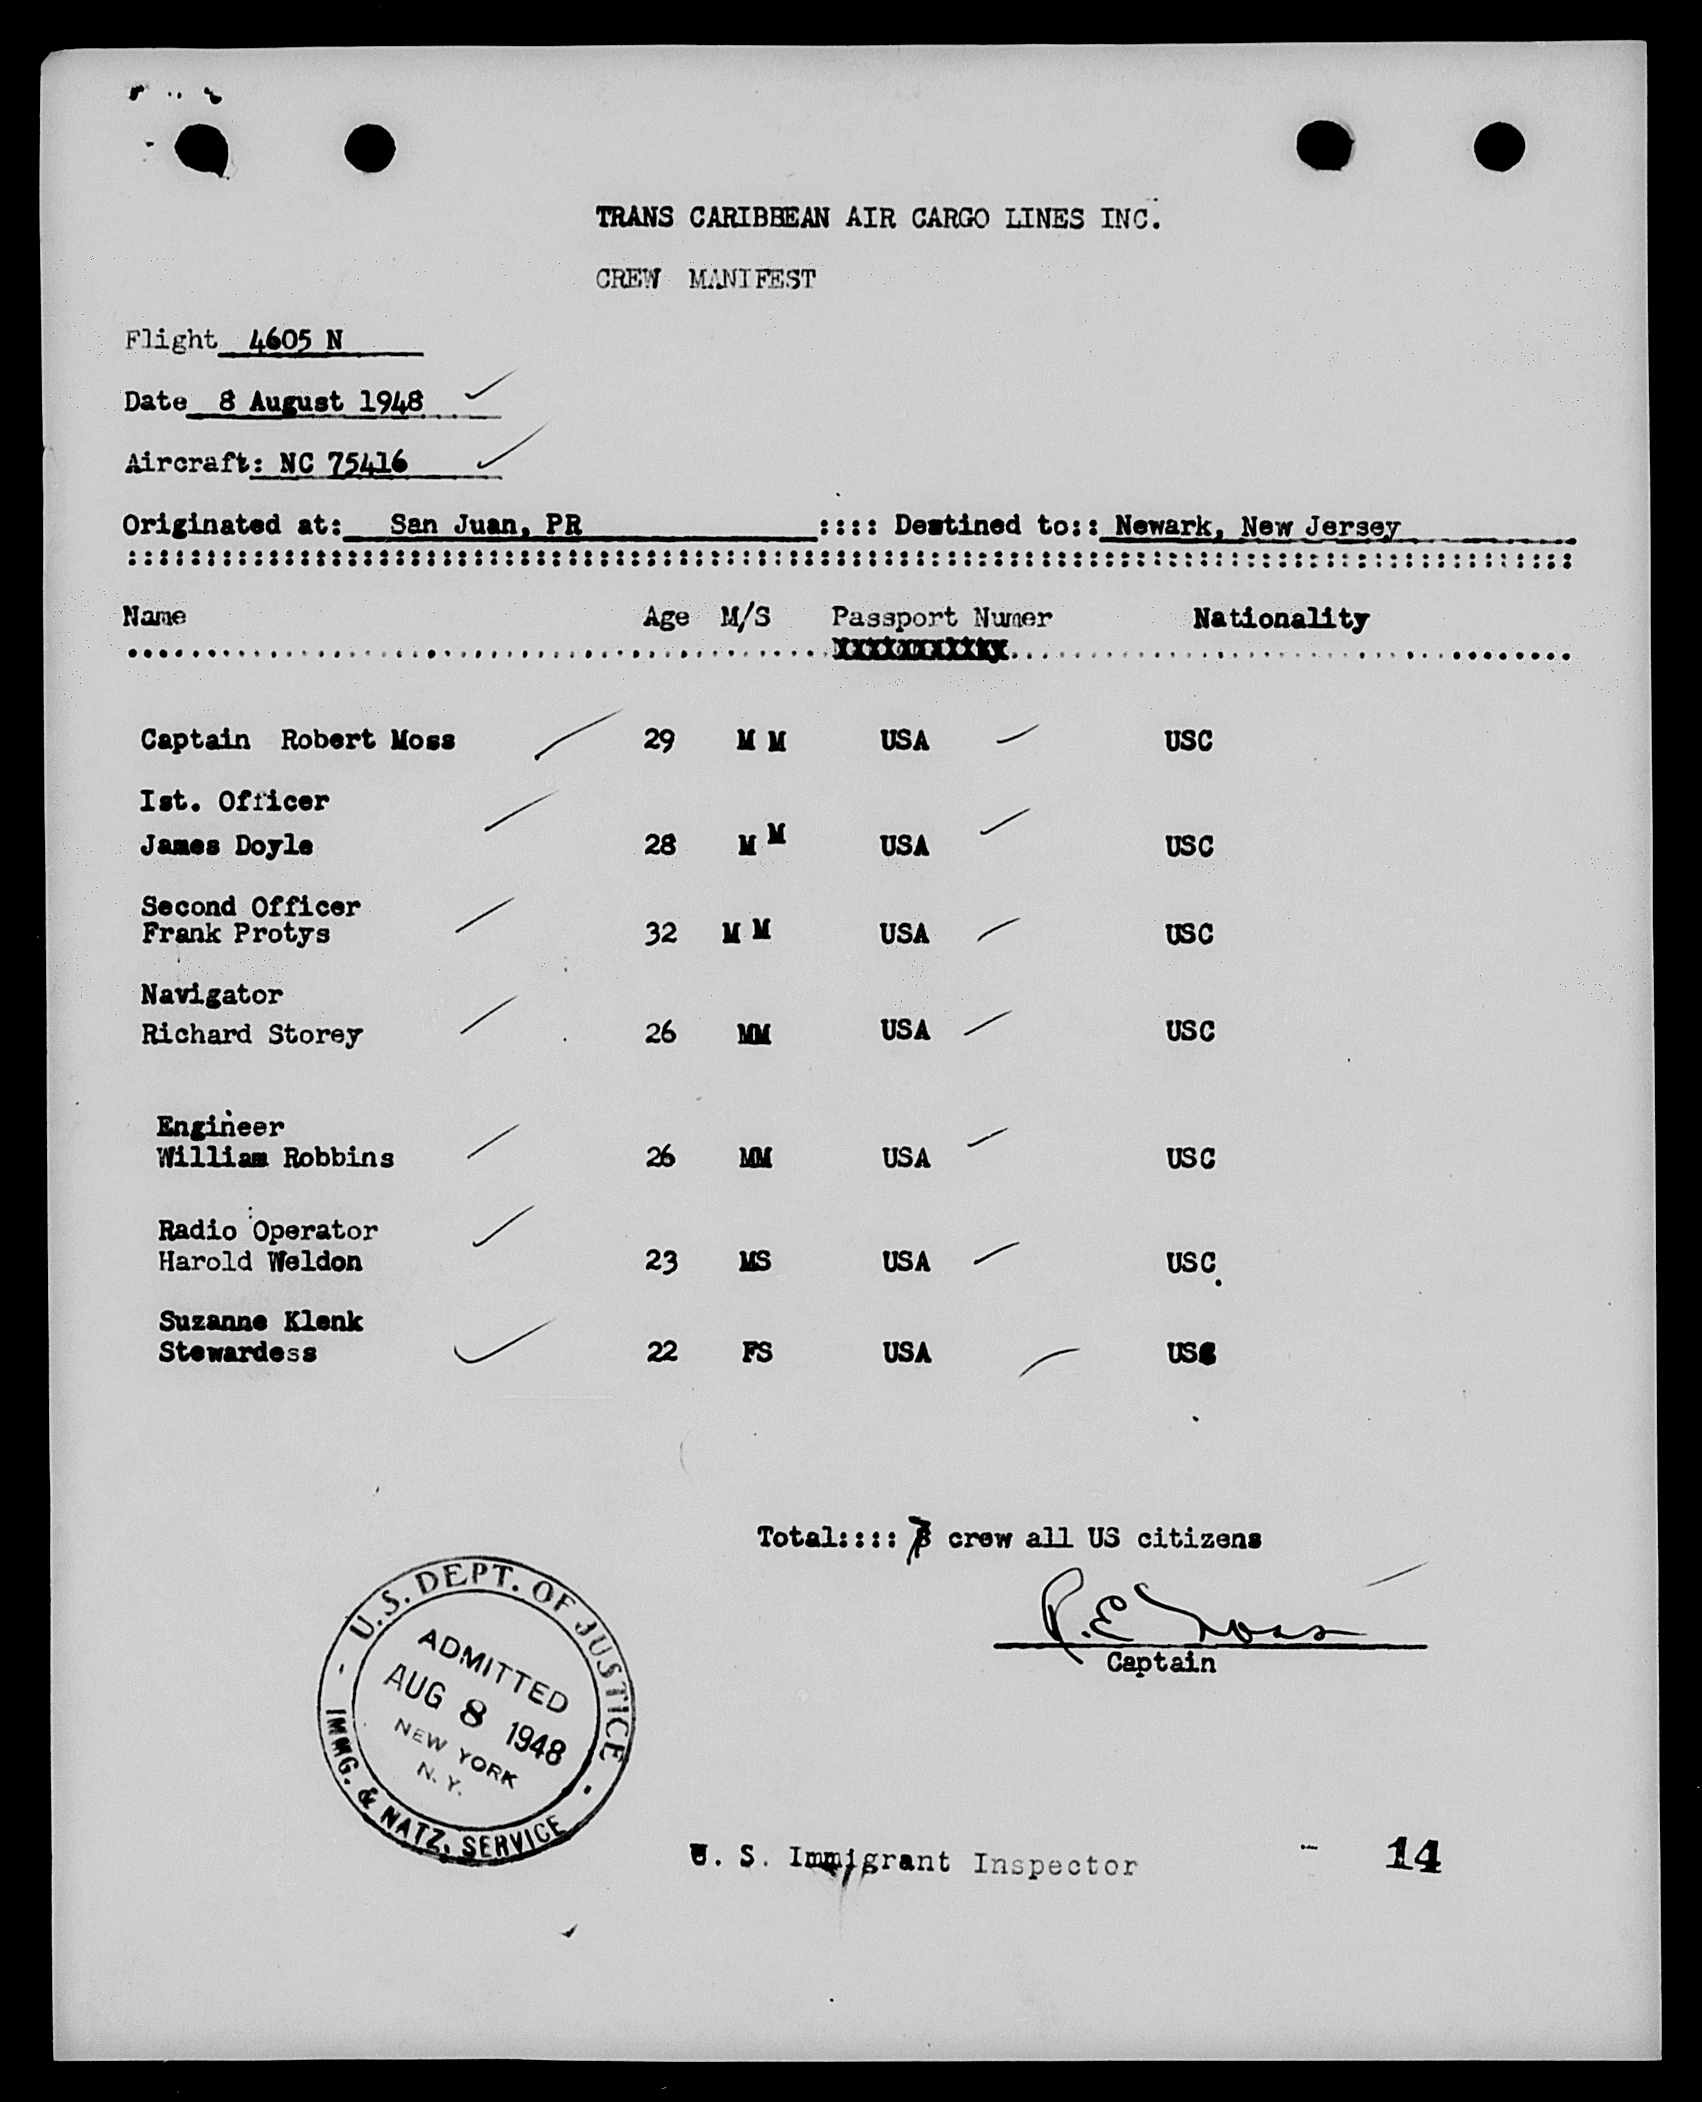 TRANS CARIBBEAN AIR CARGO LINES INC.
CREW MANIFEST
Flight 4605 N
Date 8 August 1948
Aircraft: NC 75416
Originated at: San Juan, PR :::: Destined to:: Newark, New Jersey
Name Age M/S Passport Numer Nationality
Captain Robert Moss 29 M M USA USC
Ist. Officer
James Doyle 28 M M USA USC
Second Officer
Frank Protys 32 M M USA USC
Navigator
Richard Storey 26 MM USA USC
Engineer
William Robbins 26 MM USA USC
Radio Operator
Harold Weldon 23 MS USA USC
Suzanne Klenk
Stewardess 22 FS USA USC
Total:::: 7 crew all US citizens
R.E. Moss
Captain
U.S. DEPT. OF JUSTICE
ADMITTED
AUG 8 1948
NEW YORK
N.Y.
IMMG. & NATZ. SERVICE
U. S. Immigrant Inspector
14